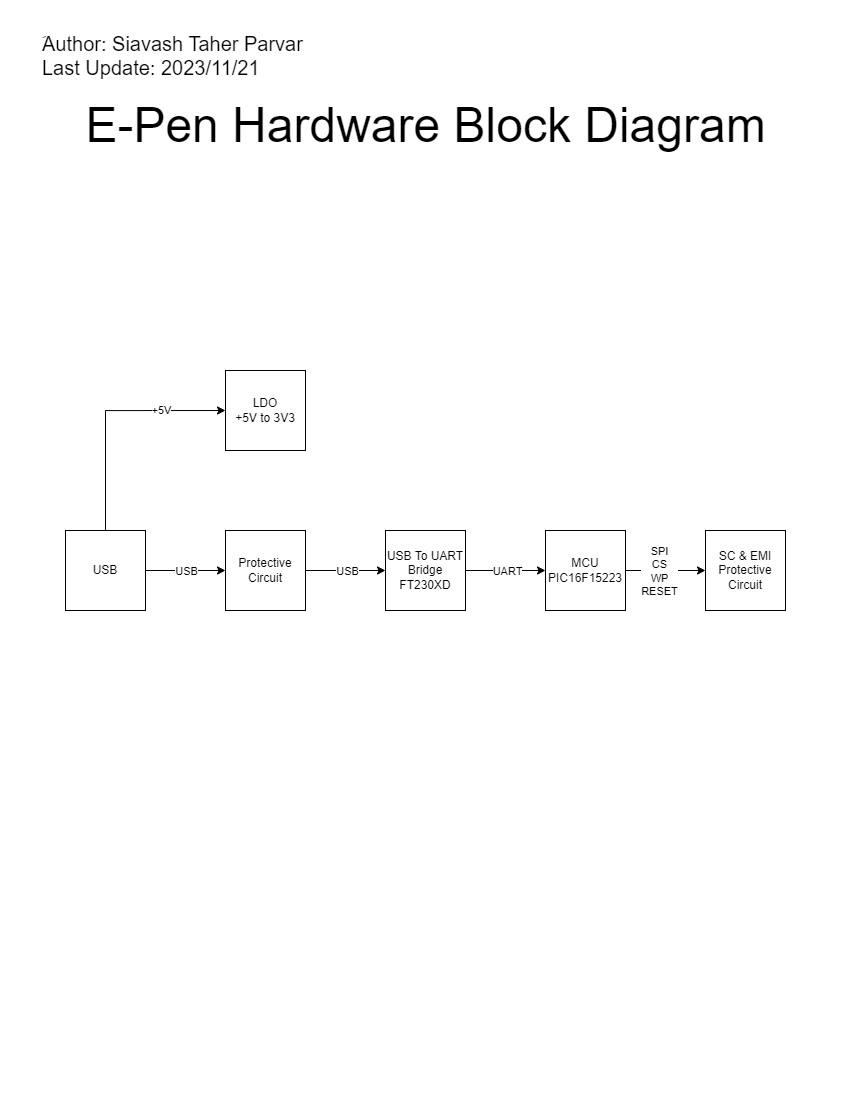 Author: Siavash Taher Parvar
Last Update: 2023/11/21
E-Pen Hardware Block Diagram
LDO
+5V to 3V3
+5V
USB
USB
Protective
Circuit
USB
USB To UART
Bridge
FT230XD
UART
MCU
PIC16F15223
SPI
CS
WP
RESET
SC & EMI
Protective
Circuit